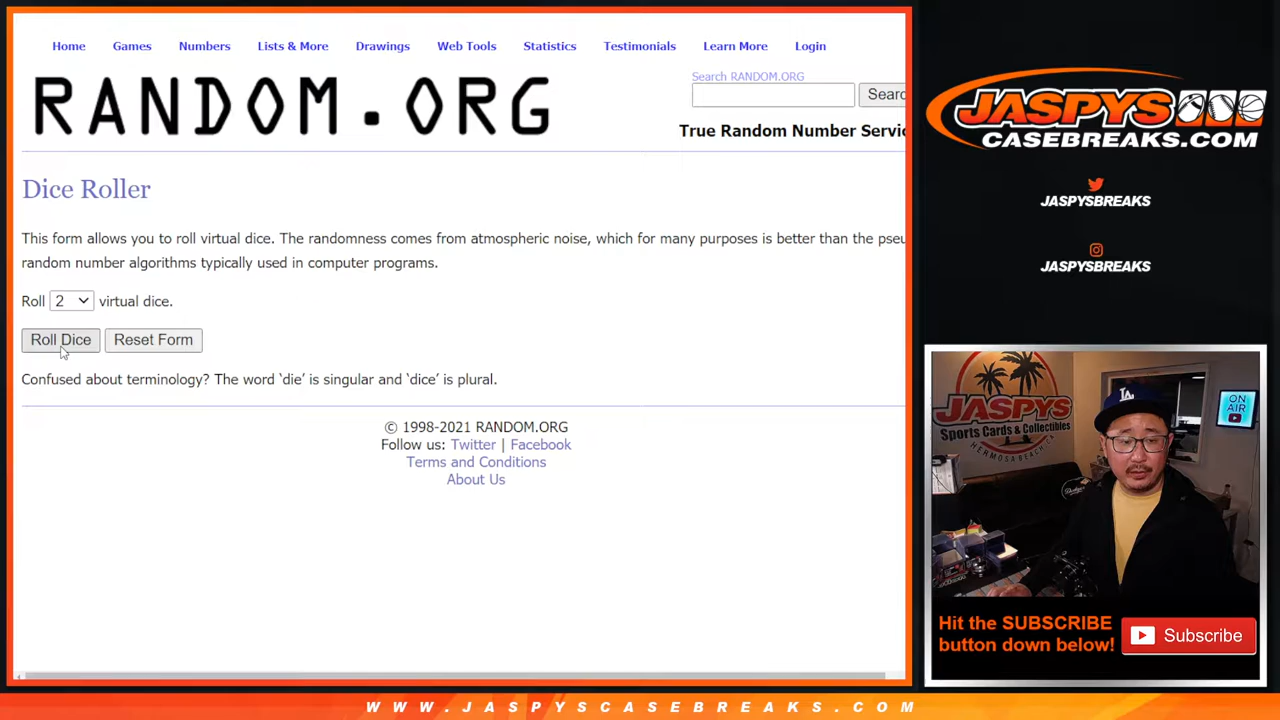 Home Games Numbers Lists & More Drawings Web Tools Statistics Testimonials Learn More Login
RANDOM.ORG
Search RANDOM.ORG
Searc
True Random Number Servic
Dice Roller
This form allows you to roll virtual dice. The randomness comes from atmospheric noise, which for many purposes is better than the pseu
random number algorithms typically used in computer programs.
Roll 2 virtual dice.
Roll Dice Reset Form
Confused about terminology? The word ‘die’ is singular and ‘dice’ is plural.
© 1998-2021 RANDOM.ORG
Follow us: Twitter | Facebook
Terms and Conditions
About Us
JASPYS
CASEBREAKS.COM
JASPYSBREAKS
JASPYSBREAKS
JASPYS
Sports Cards & Collectibles
HERMOSA BEACH, CA
LA
ON
AIR
Hit the SUBSCRIBE
button down below!
Subscribe
WWW.JASPYSCASEBREAKS.COM